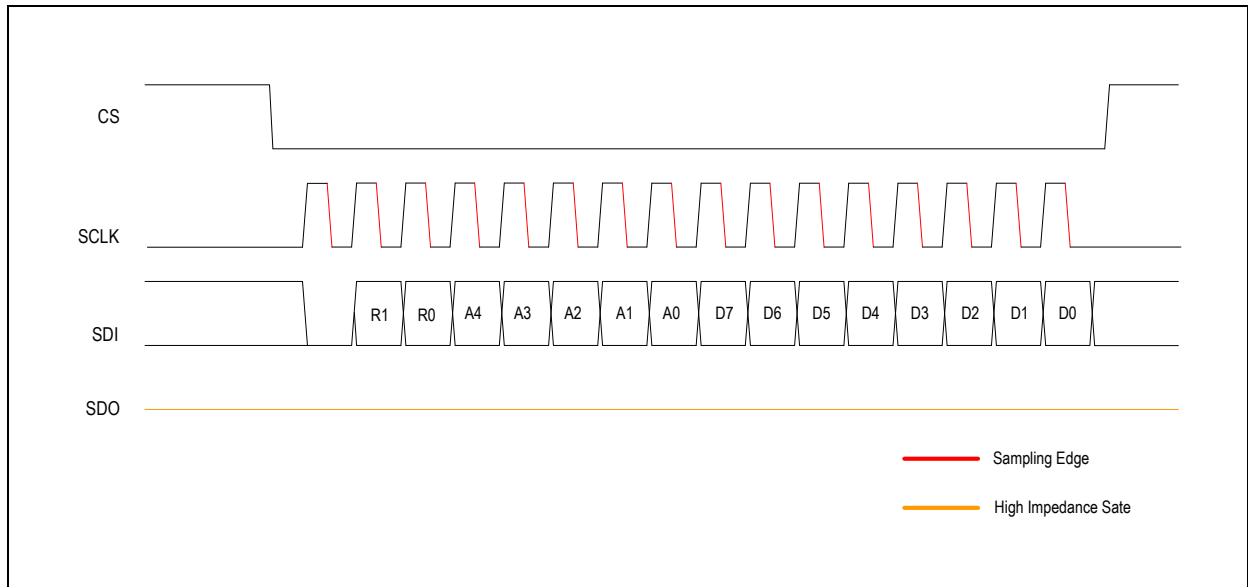 CS
SCLK
SDI
R1 R0 A4 A3 A2 A1 A0 D7 D6 D5 D4 D3 D2 D1 D0
SDO
Sampling Edge
High Impedance Sate